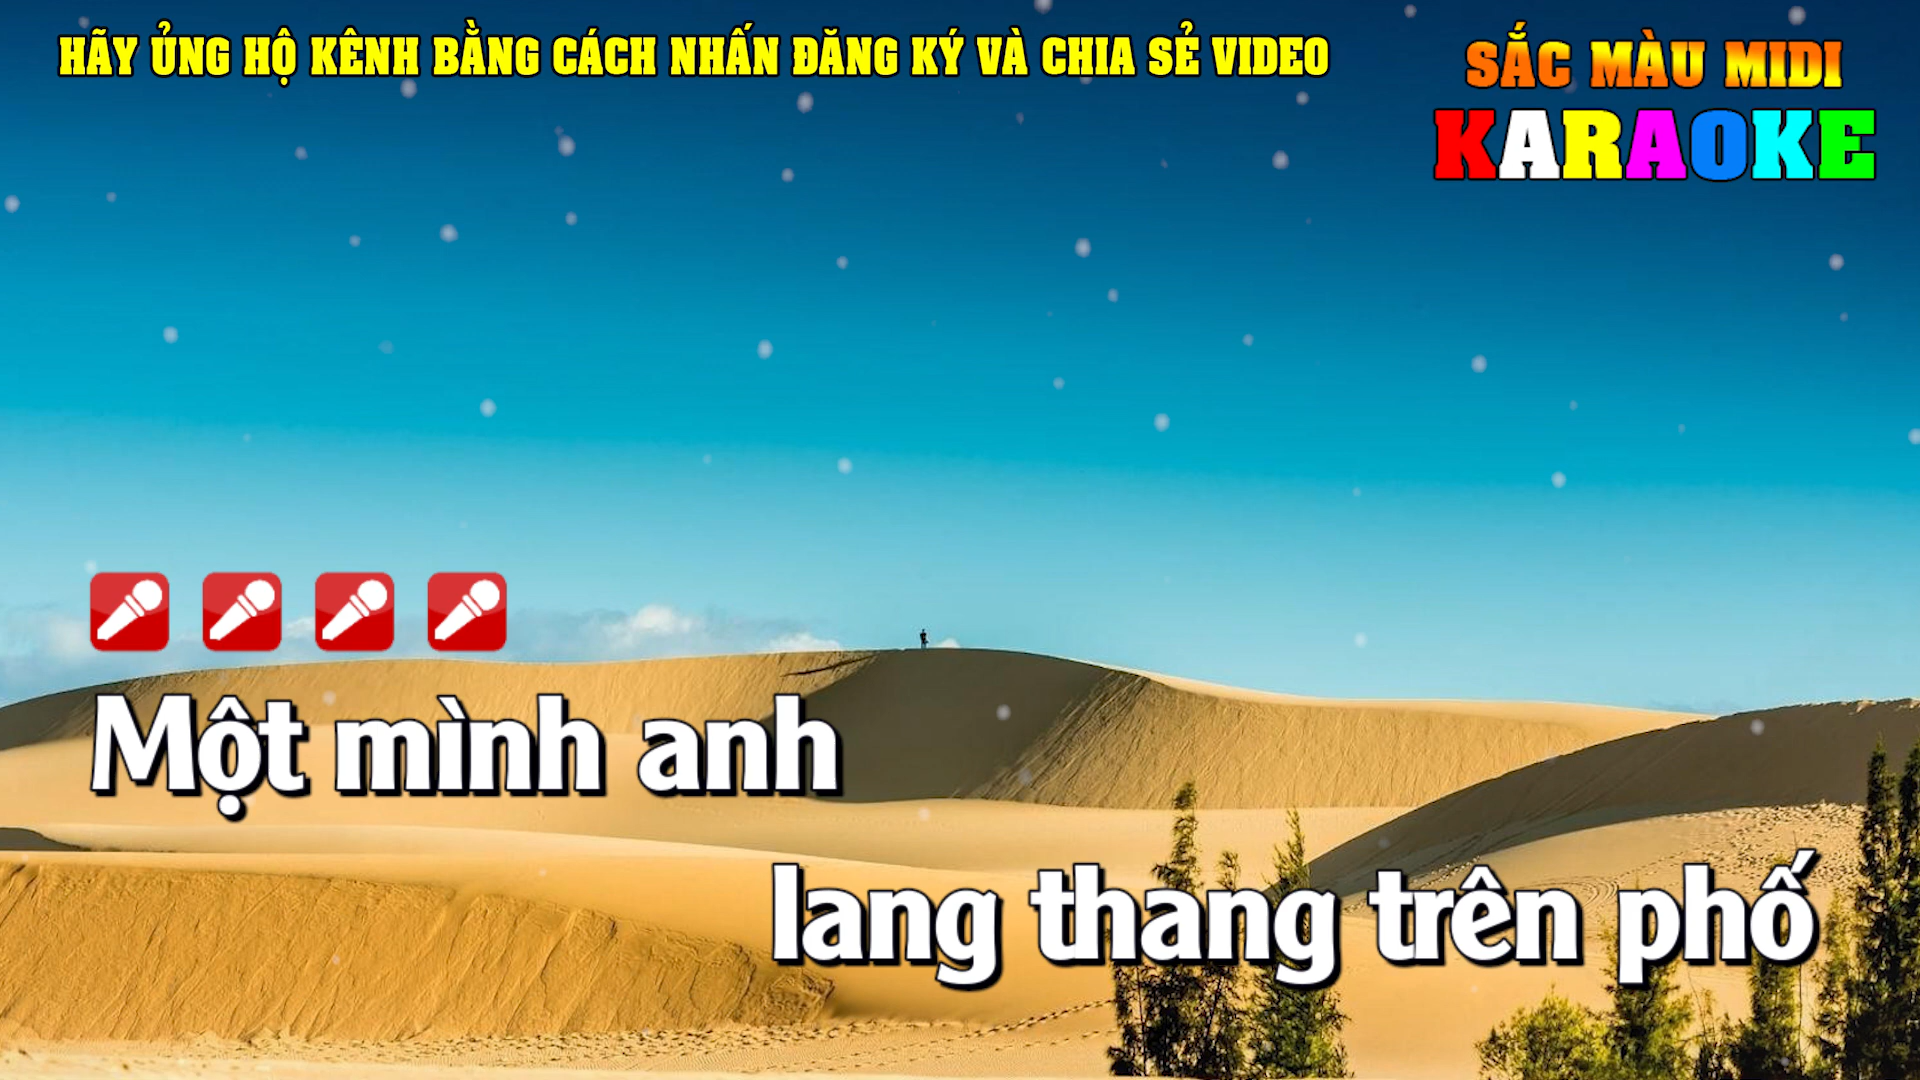 HÃY ỦNG HỘ KÊNH BẰNG CÁCH NHẤN ĐĂNG KÝ VÀ CHIA SẺ VIDEO
SẮC MÀU MIDI
KARAOKE
Một mình anh
lang thang trên phố